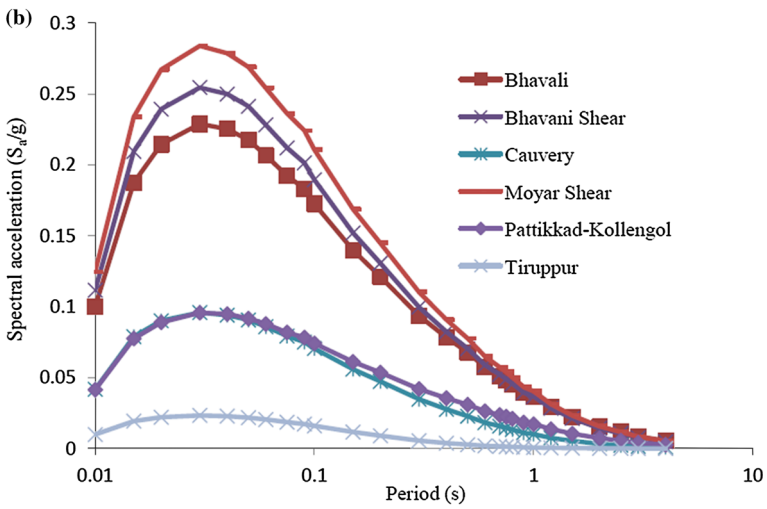 (b)
0.3
0.25
0.2
0.15
0.1
0.05
0
Spectral acceleration (Sa/g)
Bhavali
Bhavani Shear
Cauvery
Moyar Shear
Pattikkad-Kollengol
Tiruppur
0.01 0.1 1 10
Period (s)